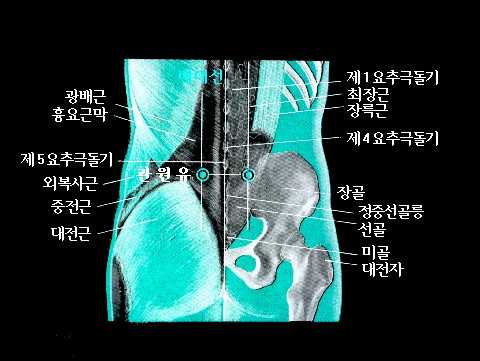 제1요추극돌기
광배근
최장근
흉요근막
장륵근
제4요추극돌기
제5요추극돌기
관 원 유
외복사근
장골
중전근
정중선골릉
대전근
선골
미골
대전자